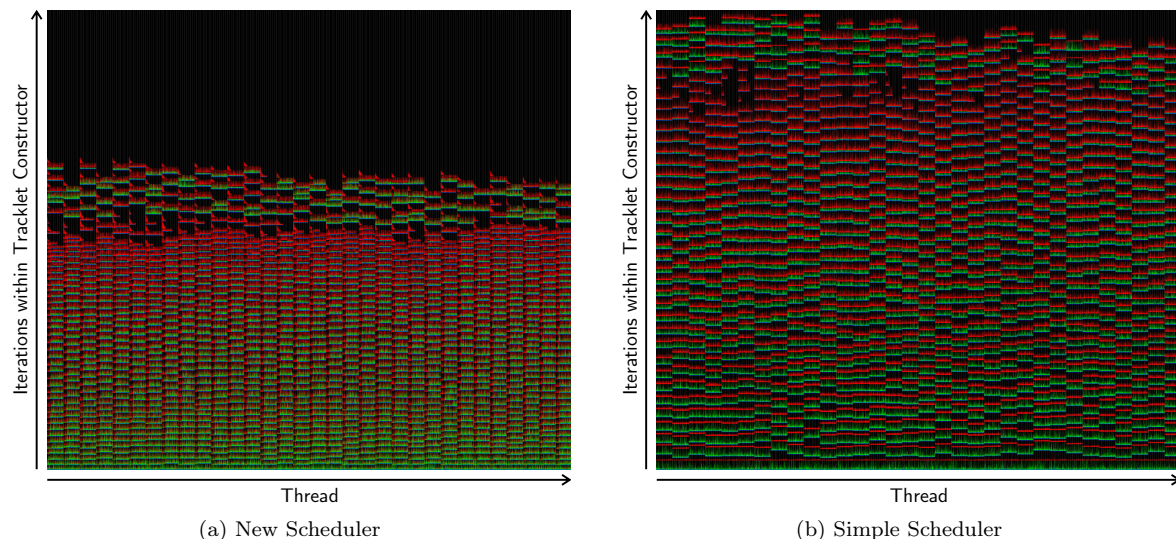 Iterations within Tracklet Constructor
Thread
(a) New Scheduler
Iterations within Tracklet Constructor
Thread
(b) Simple Scheduler